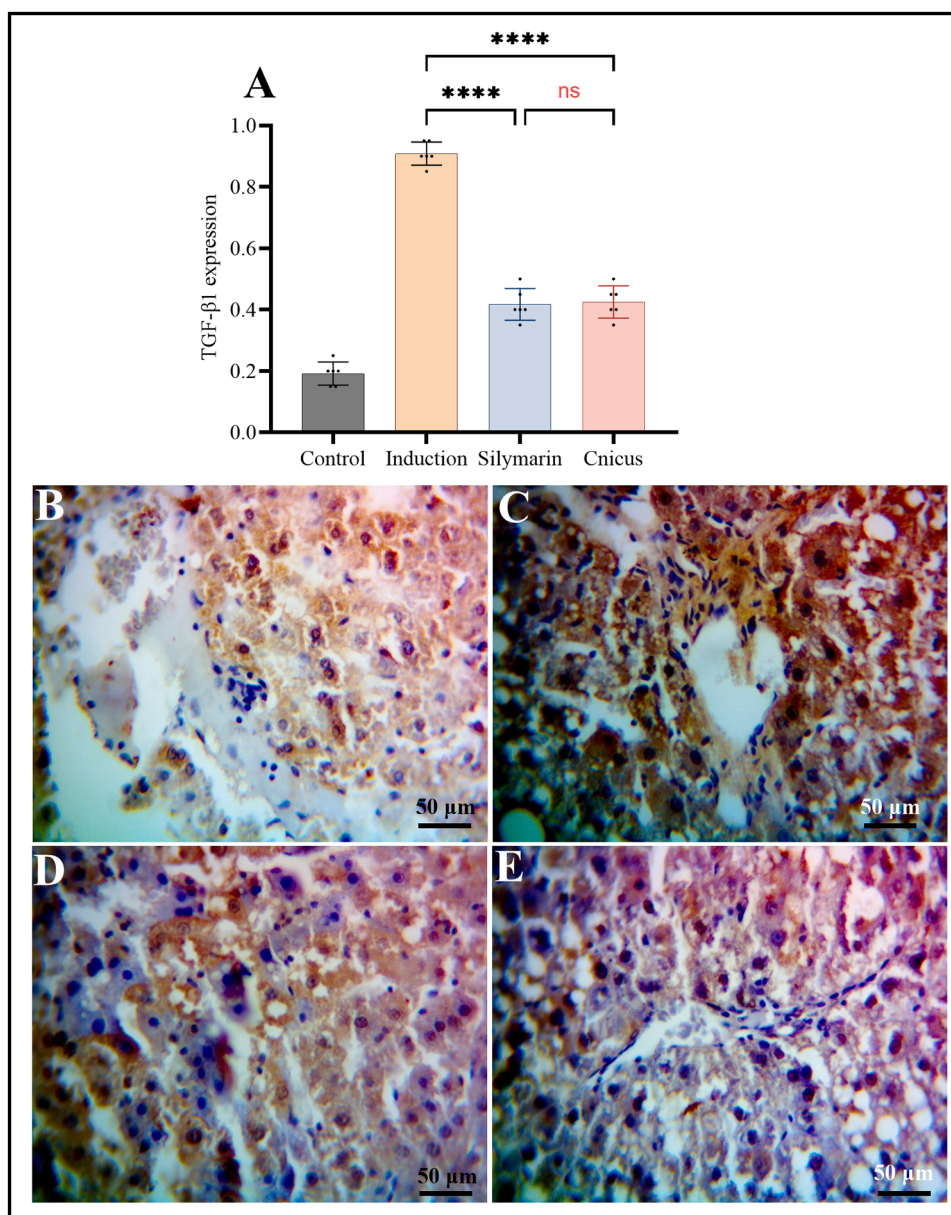 ****
A
****
ns
TGF-β1 expression
1.0
0.8
0.6
0.4
0.2
0.0
Control
Induction
Silymarin
Cnicus
B
C
50 µm
50 µm
D
E
50 µm
50 µm